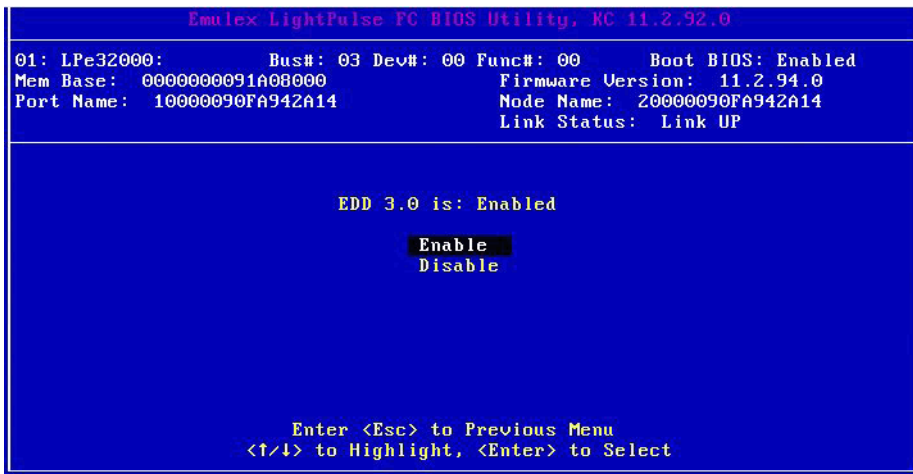 Emulex LightPulse FC BIOS Utility, KC 11.2.92.0
01: LPe32000: Bus#: 03 Dev#: 00 Func#: 00 Boot BIOS: Enabled
Mem Base: 0000000091A08000 Firmware Version: 11.2.94.0
Port Name: 10000090FA942A14 Node Name: 20000090FA942A14
Link Status: Link UP
EDD 3.0 is: Enabled
Enable
Disable
Enter <Esc> to Previous Menu
<↑/↓> to Highlight, <Enter> to Select